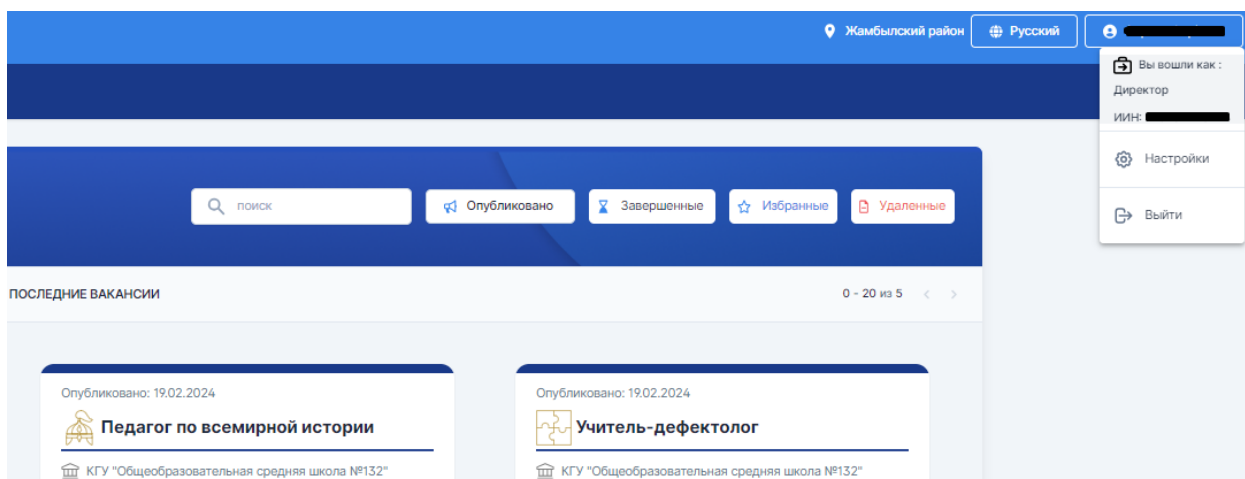 Жамбылский район
Русский
Вы вошли как :
Директор
ИИН:
Настройки
Выйти
поиск
Опубликовано
Завершенные
Избранные
Удаленные
ПОСЛЕДНИЕ ВАКАНСИИ
0 - 20 из 5
Опубликовано: 19.02.2024
Педагог по всемирной истории
КГУ "Общеобразовательная средняя школа №132"
Опубликовано: 19.02.2024
Учитель-дефектолог
КГУ "Общеобразовательная средняя школа №132"